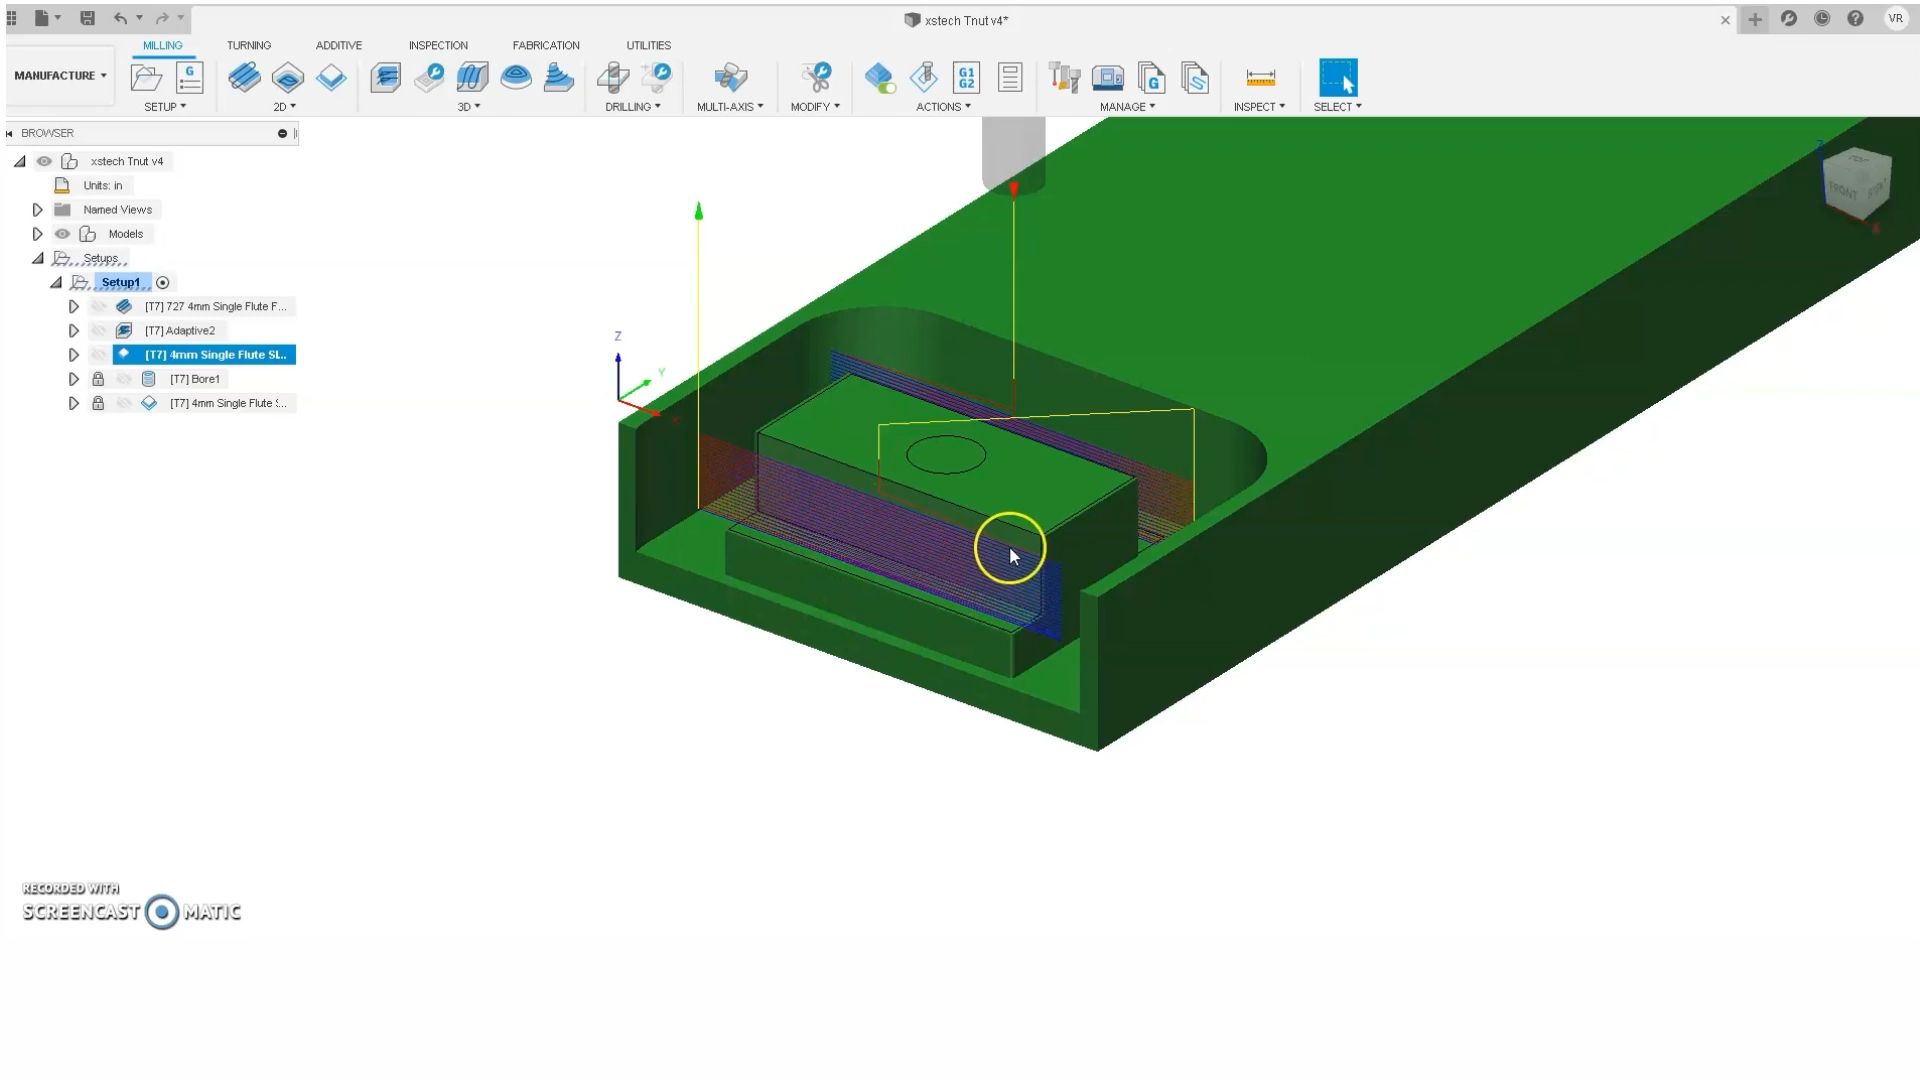 xstech Tnut v4*
VR
MILLING TURNING ADDITIVE INSPECTION FABRICATION UTILITIES
MANUFACTURE
G
G1
G2
G
SETUP 2D 3D DRILLING MULTI-AXIS MODIFY ACTIONS MANAGE INSPECT SELECT
BROWSER
xstech Tnut v4
Units: in
Named Views
Models
Setups
Setup1
[T7] 727 4mm Single Flute F...
[T7] Adaptive2
[T7] 4mm Single Flute SL...
[T7] Bore1
[T7] 4mm Single Flute S...
Z
Y
X
TOP
FRONT
RECORDED WITH
SCREENCAST MATIC